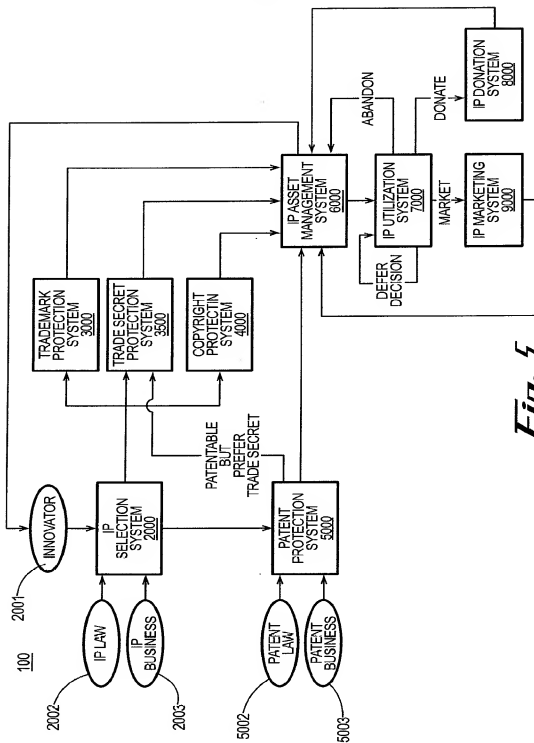 100
2001
INNOVATOR
2002
IP LAW
2003
IP
BUSINESS
IP
SELECTION
SYSTEM
2000
TRADEMARK
PROTECTION
SYSTEM
3000
TRADE SECRET
PROTECTION
SYSTEM
3500
COPYRIGHT
PROTECTIN
SYSTEM
4000
PATENTABLE
BUT
PREFER
TRADE SECRET
5002
PATENT
LAW
5003
PATENT
BUSINESS
PATENT
PROTECTION
SYSTEM
5000
IP ASSET
MANAGEMENT
SYSTEM
6000
ABANDON
DEFER
DECISION
IP UTILIZATION
SYSTEM
7000
MARKET
DONATE
IP MARKETING
SYSTEM
9000
IP DONATION
SYSTEM
8000
Fig. 5